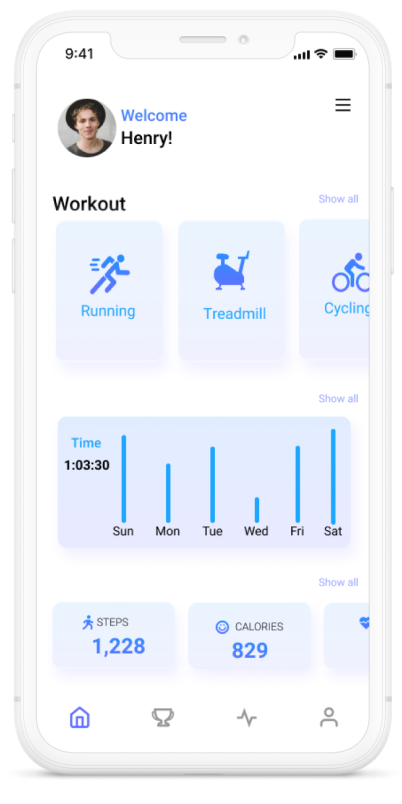 9:41
Welcome
Henry!
Workout
Show all
Running
Treadmill
Cycling
Show all
Time
1:03:30
Sun Mon Tue Wed Fri Sat
Show all
STEPS
1,228
CALORIES
829